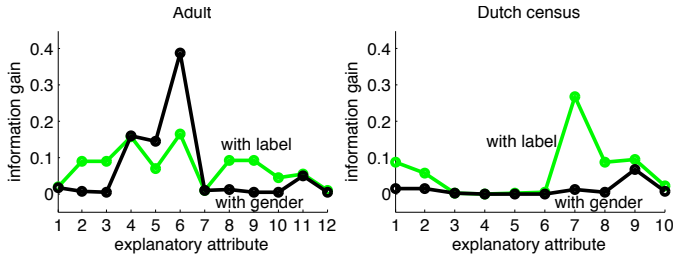 Adult
0.4
0.3
0.2
0.1
0
information gain
with label
with gender
1 2 3 4 5 6 7 8 9 10 11 12
explanatory attribute
Dutch census
0.4
0.3
0.2
0.1
0
information gain
with label
with gender
1 2 3 4 5 6 7 8 9 10
explanatory attribute